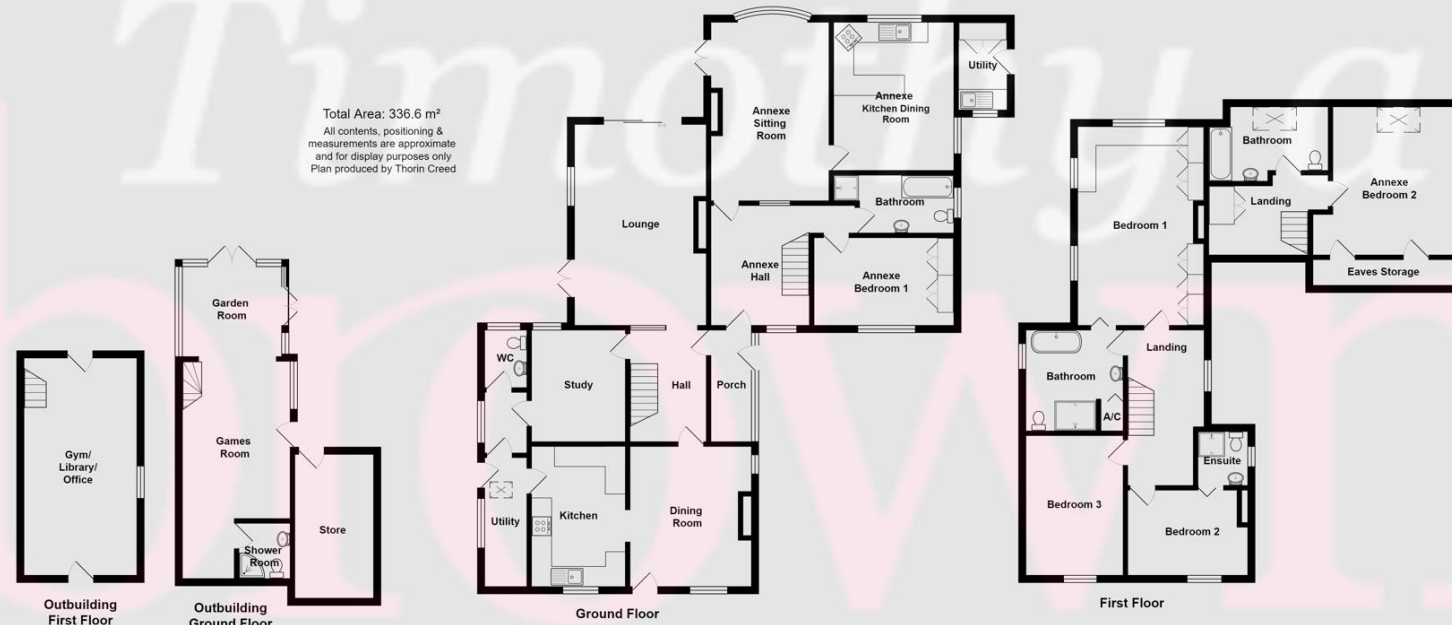 Timothy a
brown
Total Area: 336.6 m²
All contents, positioning &
measurements are approximate
and for display purposes only
Plan produced by Thorin Creed
Gym/
Library/
Office
Outbuilding
First Floor
Garden
Room
Games
Room
Shower
Room
Store
Outbuilding
Ground Floor
Annexe
Sitting
Room
Annexe
Kitchen Dining
Room
Utility
Bathroom
Annexe
Hall
Annexe
Bedroom 1
Lounge
WC
Study
Hall
Porch
Utility
Kitchen
Dining
Room
Ground Floor
Bedroom 1
Bathroom
Landing
Annexe
Bedroom 2
Eaves Storage
Landing
Bathroom
A/C
Ensuite
Bedroom 3
Bedroom 2
First Floor